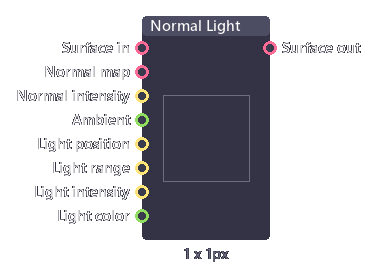 Normal Light
Surface in
Surface out
Normal map
Normal intensity
Ambient
Light position
Light range
Light intensity
Light color
1 x 1px